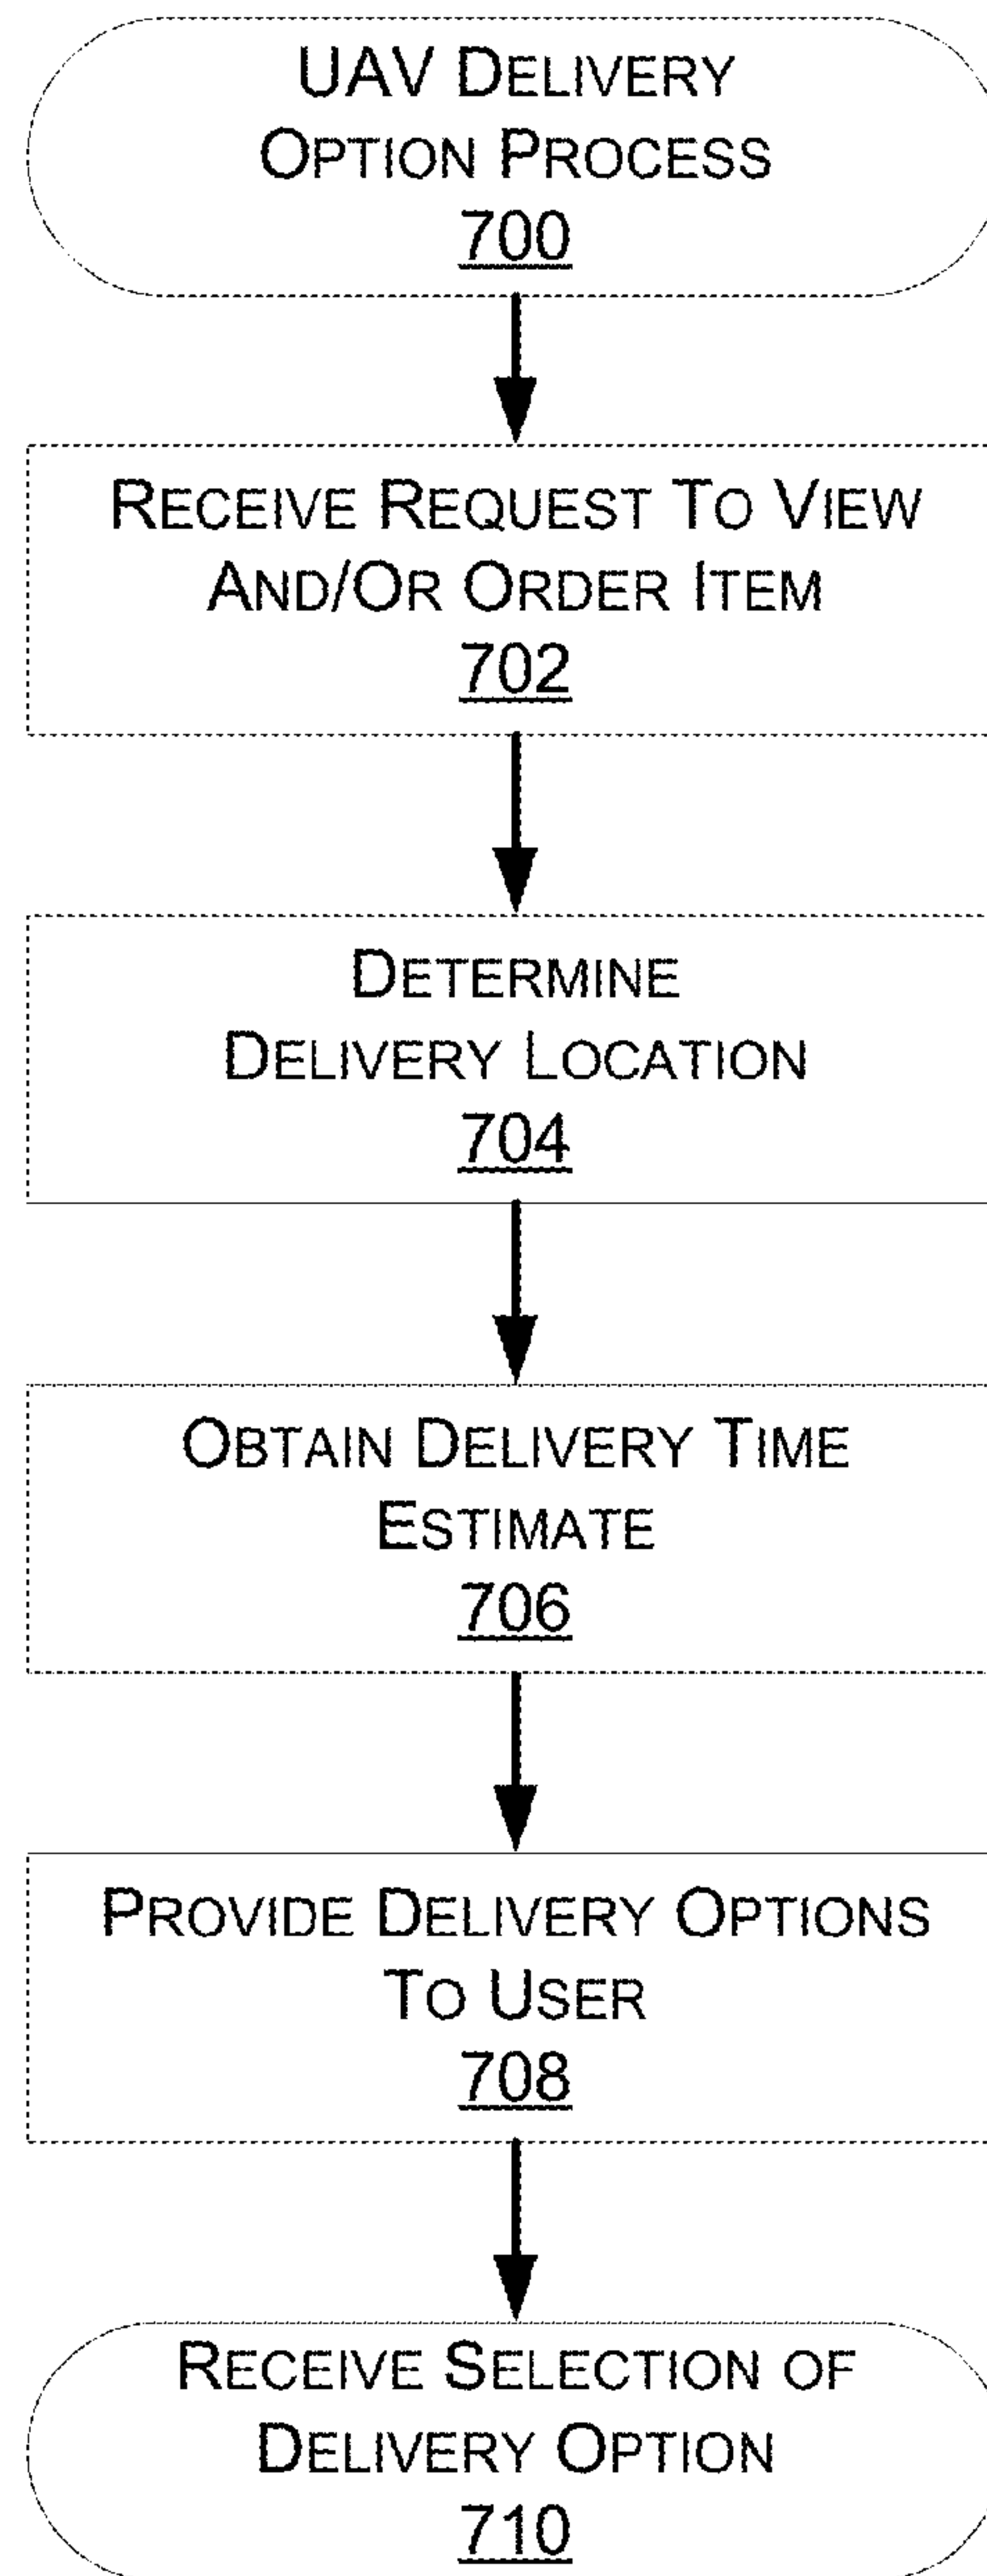 UAV DELIVERY
OPTION PROCESS
700
RECEIVE REQUEST TO VIEW
AND/OR ORDER ITEM
702
DETERMINE
DELIVERY LOCATION
704
OBTAIN DELIVERY TIME
ESTIMATE
706
PROVIDE DELIVERY OPTIONS
TO USER
708
RECEIVE SELECTION OF
DELIVERY OPTION
710